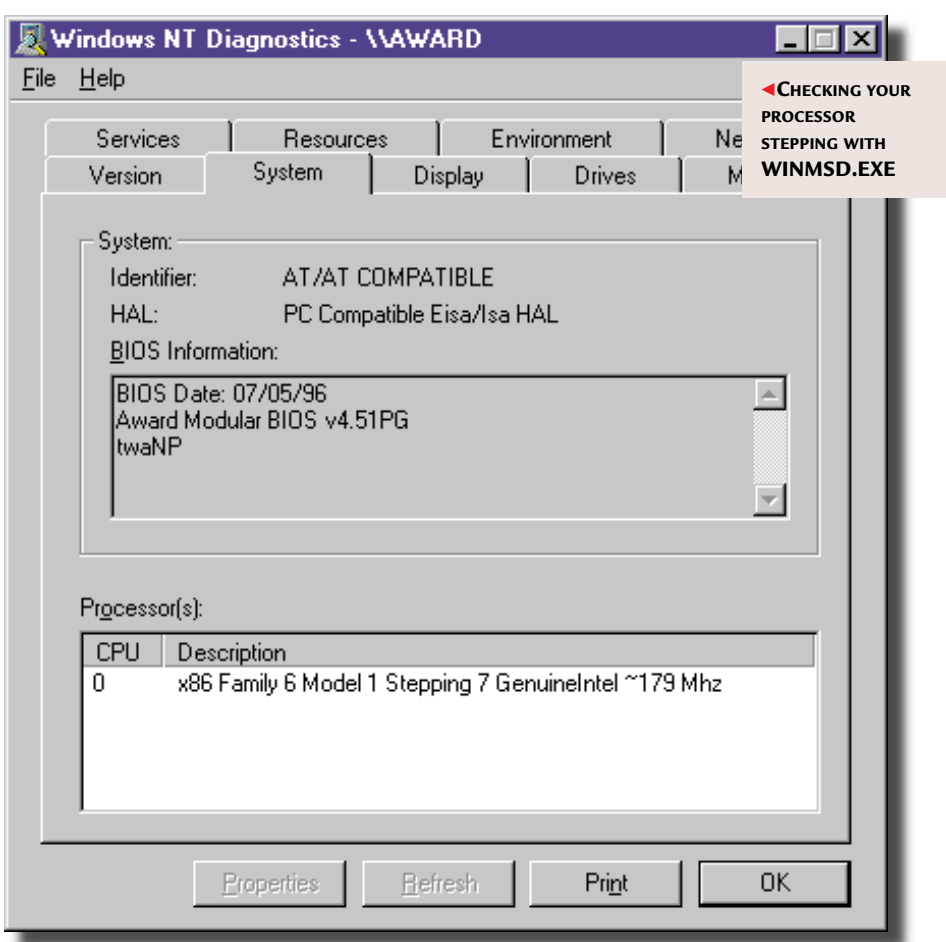 Windows NT Diagnostics - \\AWARD
File Help
◄CHECKING YOUR
PROCESSOR
STEPPING WITH
WINMSD.EXE
Services Resources Environment
Version System Display Drives
System:
Identifier: AT/AT COMPATIBLE
HAL: PC Compatible Eisa/Isa HAL
BIOS Information:
BIOS Date: 07/05/96
Award Modular BIOS v4.51PG
twaNP
Processor(s):
CPU Description
0 x86 Family 6 Model 1 Stepping 7 GenuineIntel ~179 Mhz
Properties Refresh Print OK